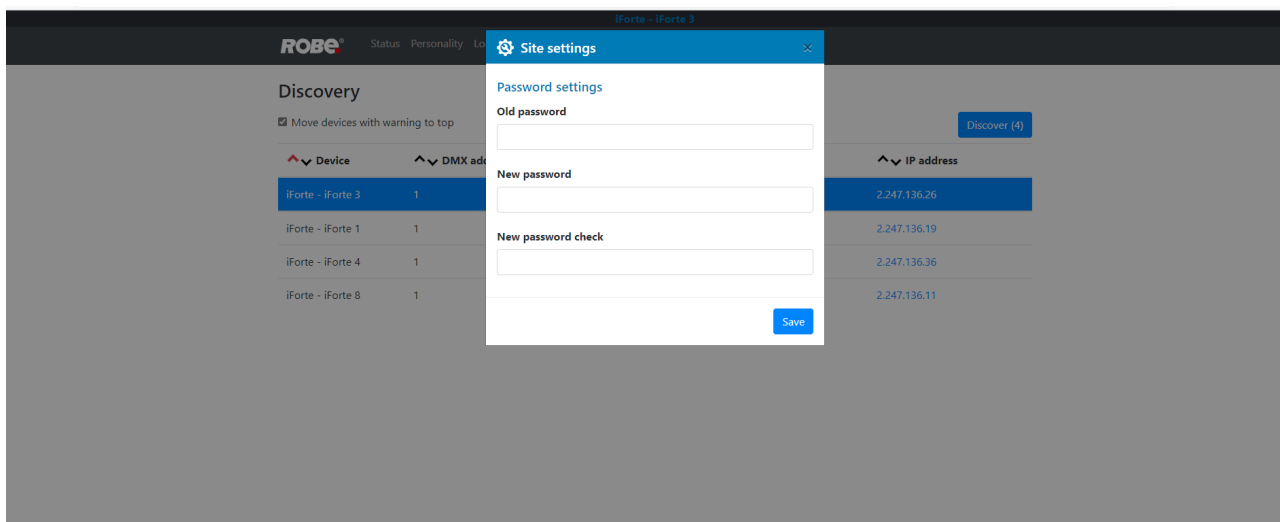 iForte - iForte 3
ROBE® Status Personality Lo
Site settings ×
Password settings
Old password
New password
New password check
Save
Discovery
Move devices with warning to top
Discover (4)
Device DMX add IP address
iForte - iForte 3 1 2.247.136.26
iForte - iForte 1 1 2.247.136.19
iForte - iForte 4 1 2.247.136.36
iForte - iForte 8 1 2.247.136.11